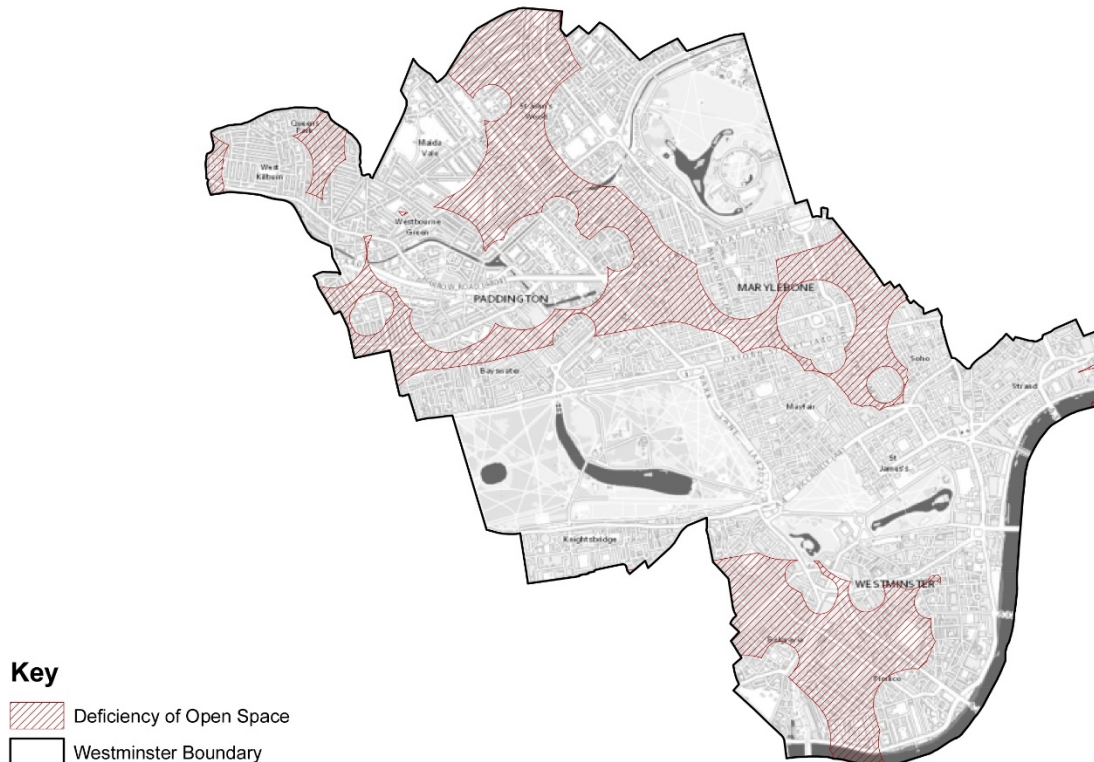 St John's
Wood
Queen's
Park
Maida
Vale
West
Kilburn
Westbourne
Green
PADDINGTON
MARYLEBONE
Soho
Strand
Bayswater
Mayfair
St
James's
Knightsbridge
WESTMINSTER
Belgravia
Pimlico
Key
Deficiency of Open Space
Westminster Boundary